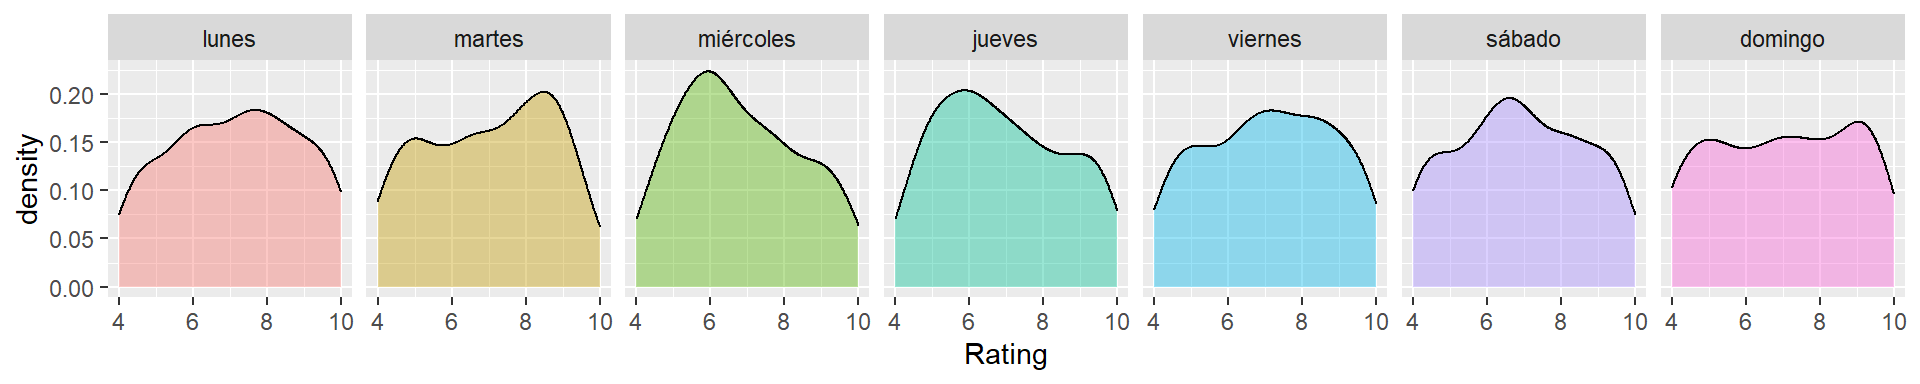 lunes martes miércoles jueves viernes sábado domingo
0.20
0.15
0.10
0.05
0.00
density
4 6 8 10 4 6 8 10 4 6 8 10 4 6 8 10 4 6 8 10 4 6 8 10 4 6 8 10
Rating